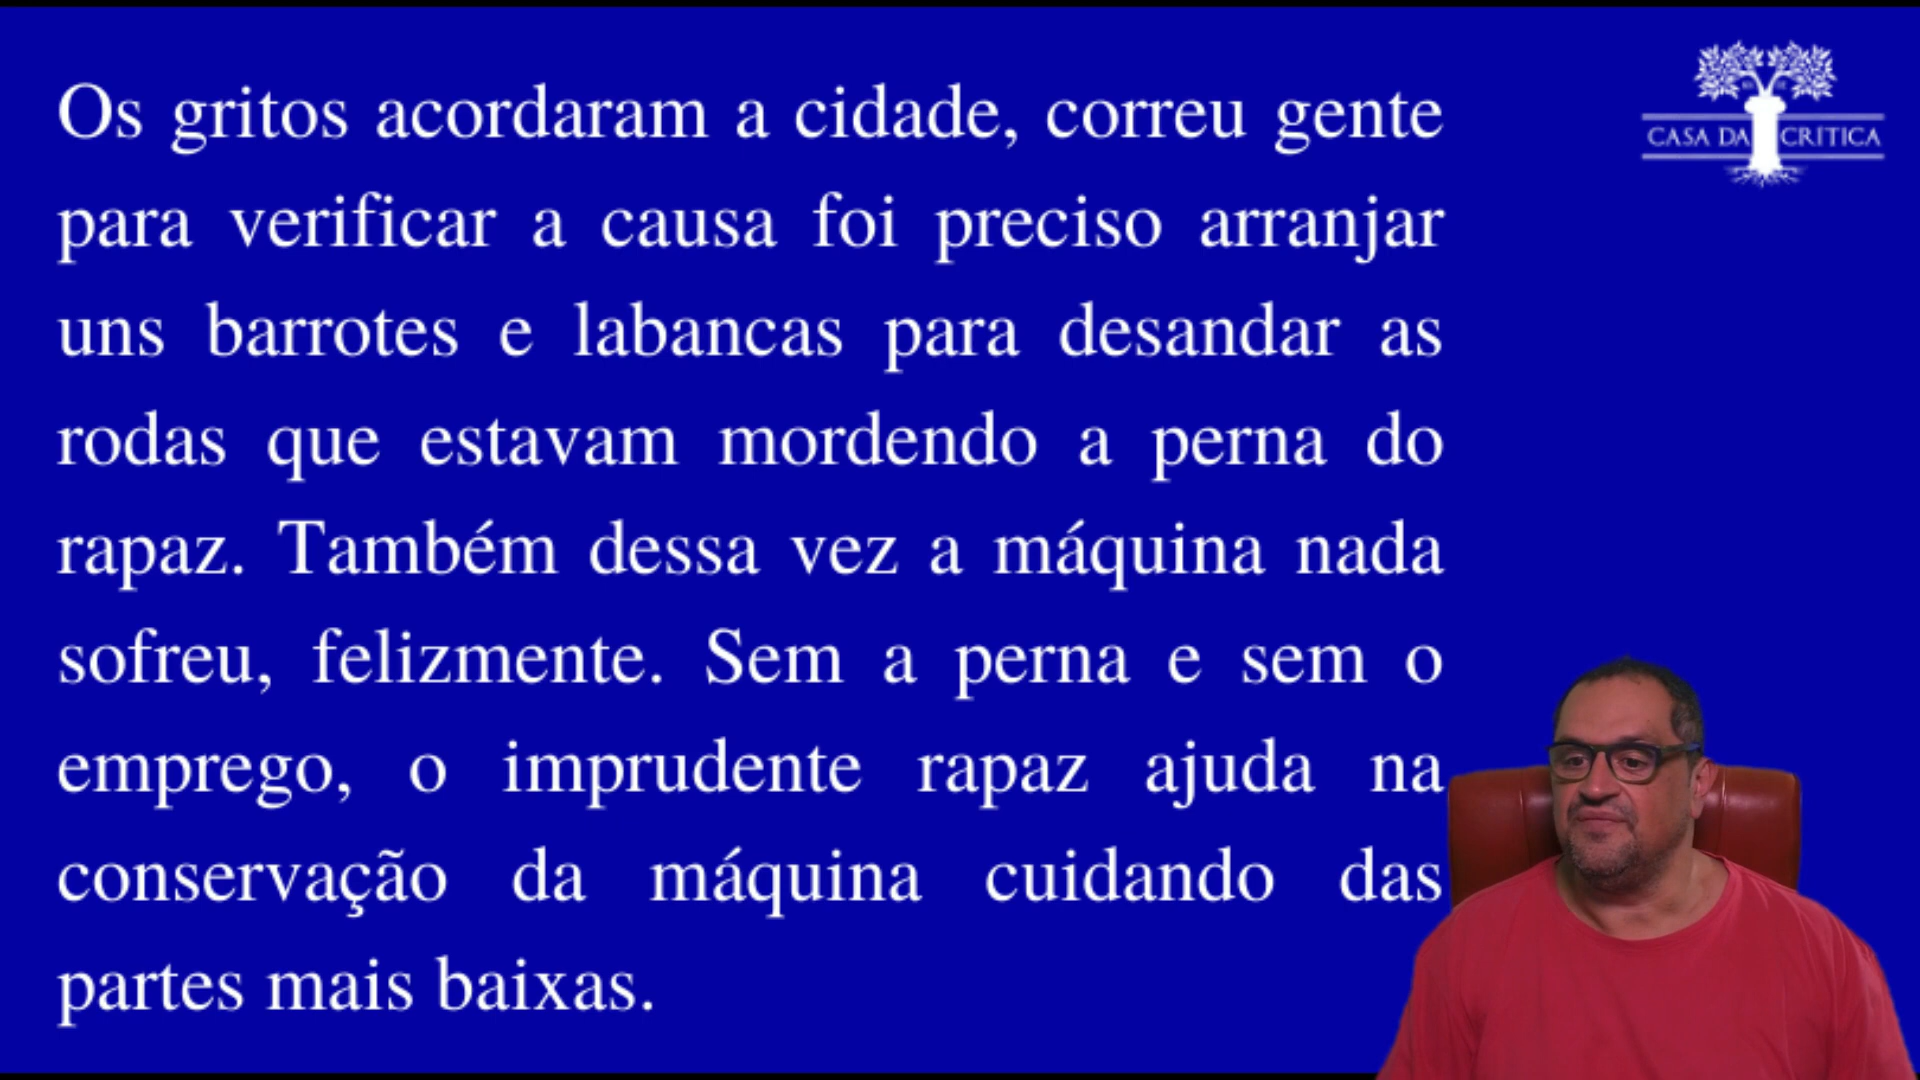 Os gritos acordaram a cidade, correu gente
para verificar a causa foi preciso arranjar
uns barrotes e labancas para desandar as
rodas que estavam mordendo a perna do
rapaz. Também dessa vez a máquina nada
sofreu, felizmente. Sem a perna e sem o
emprego, o imprudente rapaz ajuda na
conservação da máquina cuidando das
partes mais baixas.
CASA DA CRÍTICA